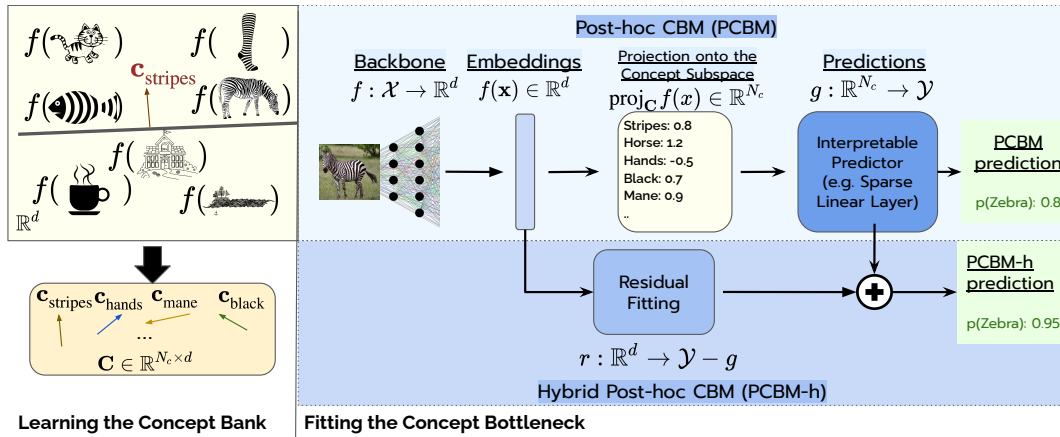 f( )
f( )
c_stripes
f( )
f( )
f( )
f( )
f( )
ℝ^d
c_stripes c_hands c_mane c_black
...
C ∈ ℝ^{N_c×d}
Learning the Concept Bank
Post-hoc CBM (PCBM)
Backbone
f : 𝒳 → ℝ^d
Embeddings
f(x) ∈ ℝ^d
Projection onto the
Concept Subspace
proj_C f(x) ∈ ℝ^{N_c}
Predictions
g : ℝ^{N_c} → 𝒴
Stripes: 0.8
Horse: 1.2
Hands: -0.5
Black: 0.7
Mane: 0.9
..
Interpretable
Predictor
(e.g. Sparse
Linear Layer)
PCBM
prediction
p(Zebra): 0.8
Residual
Fitting
r : ℝ^d → 𝒴 − g
PCBM-h
prediction
p(Zebra): 0.95
Hybrid Post-hoc CBM (PCBM-h)
Fitting the Concept Bottleneck